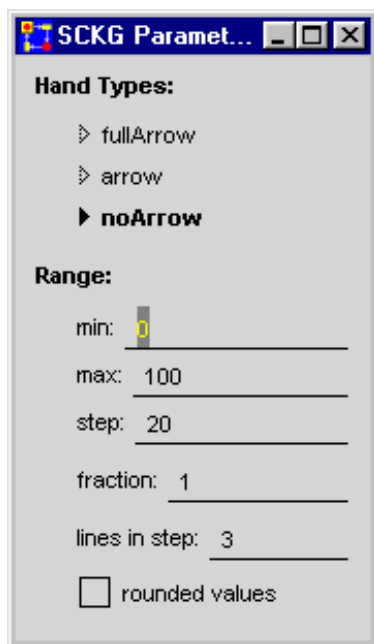 SCKG Paramet...
Hand Types:
fullArrow
arrow
noArrow
Range:
min: 0
max: 100
step: 20
fraction: 1
lines in step: 3
rounded values